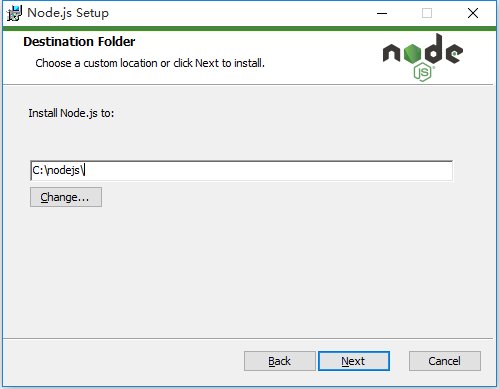 Node.js Setup
Destination Folder
Choose a custom location or click Next to install.
node
JS
Install Node.js to:
C:\nodejs\
Change...
Back
Next
Cancel